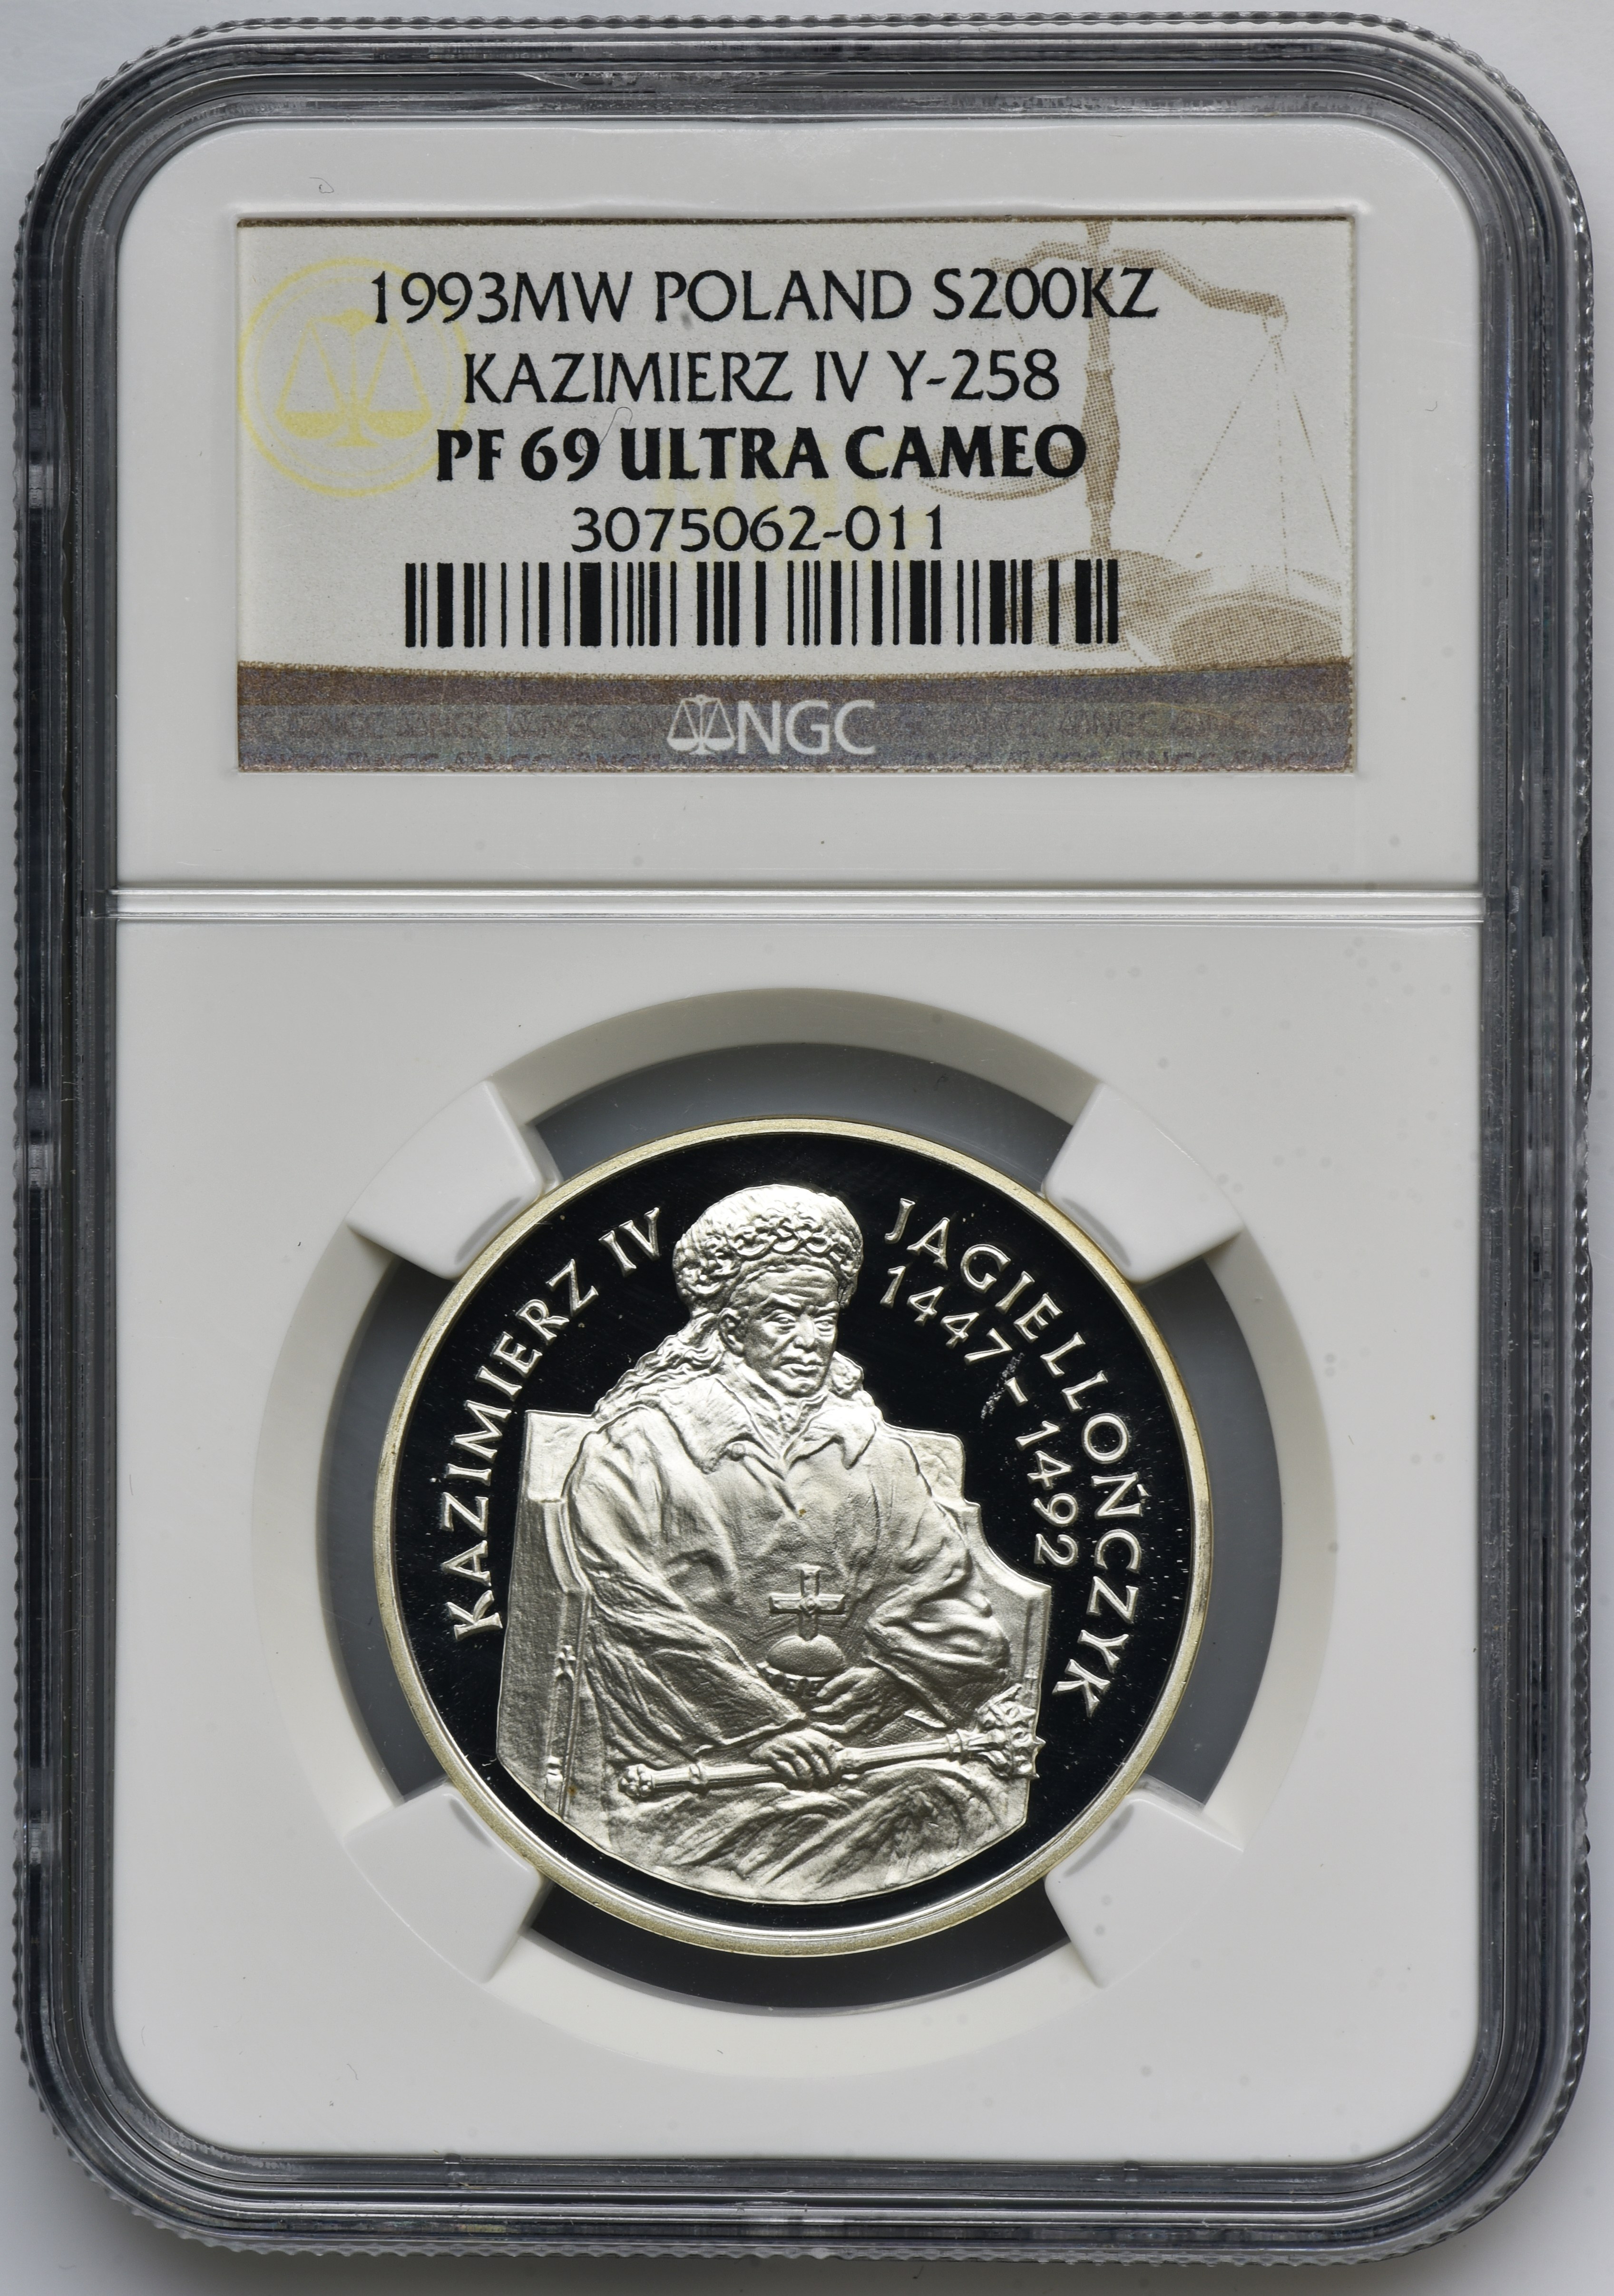 1993MW POLAND S200KZ
KAZIMIERZ IV Y-258
PF 69 ULTRA CAMEO
3075062-011
NGC
KAZIMIERZ IV
JAGIELLOŃCZYK
1447-1492